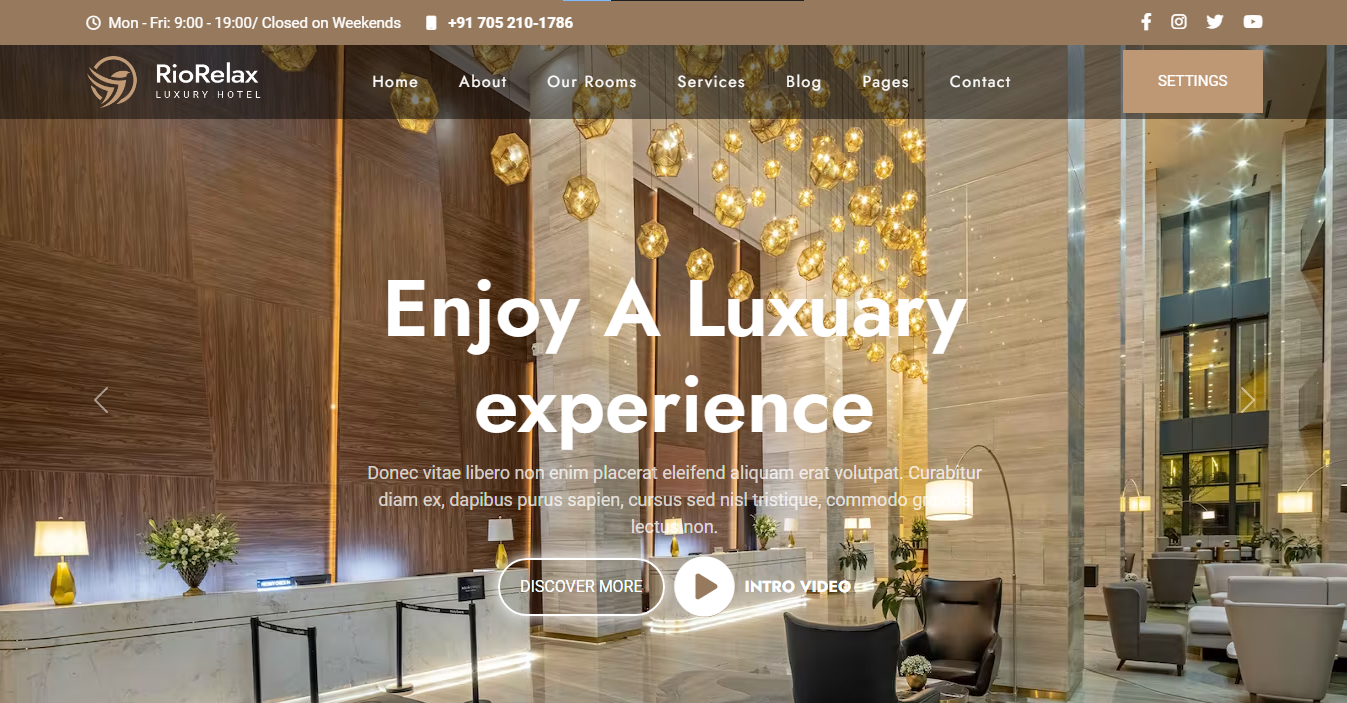 Mon - Fri: 9:00 - 19:00/ Closed on Weekends
+91 705 210-1786
RioRelax
LUXURY HOTEL
Home
About
Our Rooms
Services
Blog
Pages
Contact
SETTINGS
Enjoy A Luxuary
experience
Donec vitae libero non enim placerat eleifend aliquam erat volutpat. Curabitur
diam ex, dapibus purus sapien, cursus sed nisl tristique, commodo gravida
lectus non.
DISCOVER MORE
INTRO VIDEO